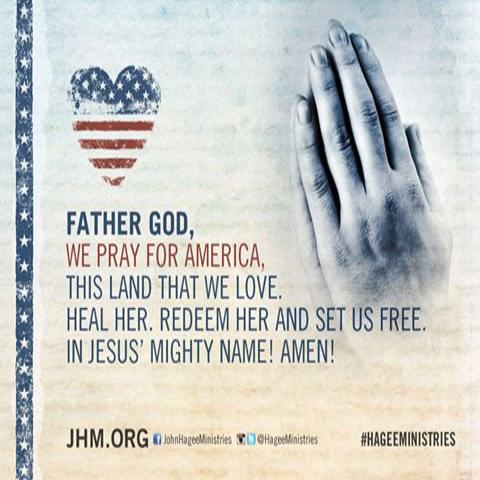 FATHER GOD,
WE PRAY FOR AMERICA,
THIS LAND THAT WE LOVE.
HEAL HER. REDEEM HER AND SET US FREE.
IN JESUS' MIGHTY NAME! AMEN!
JHM.ORG JohnHageeMinistries @HageeMinistries #HAGEEMINISTRIES